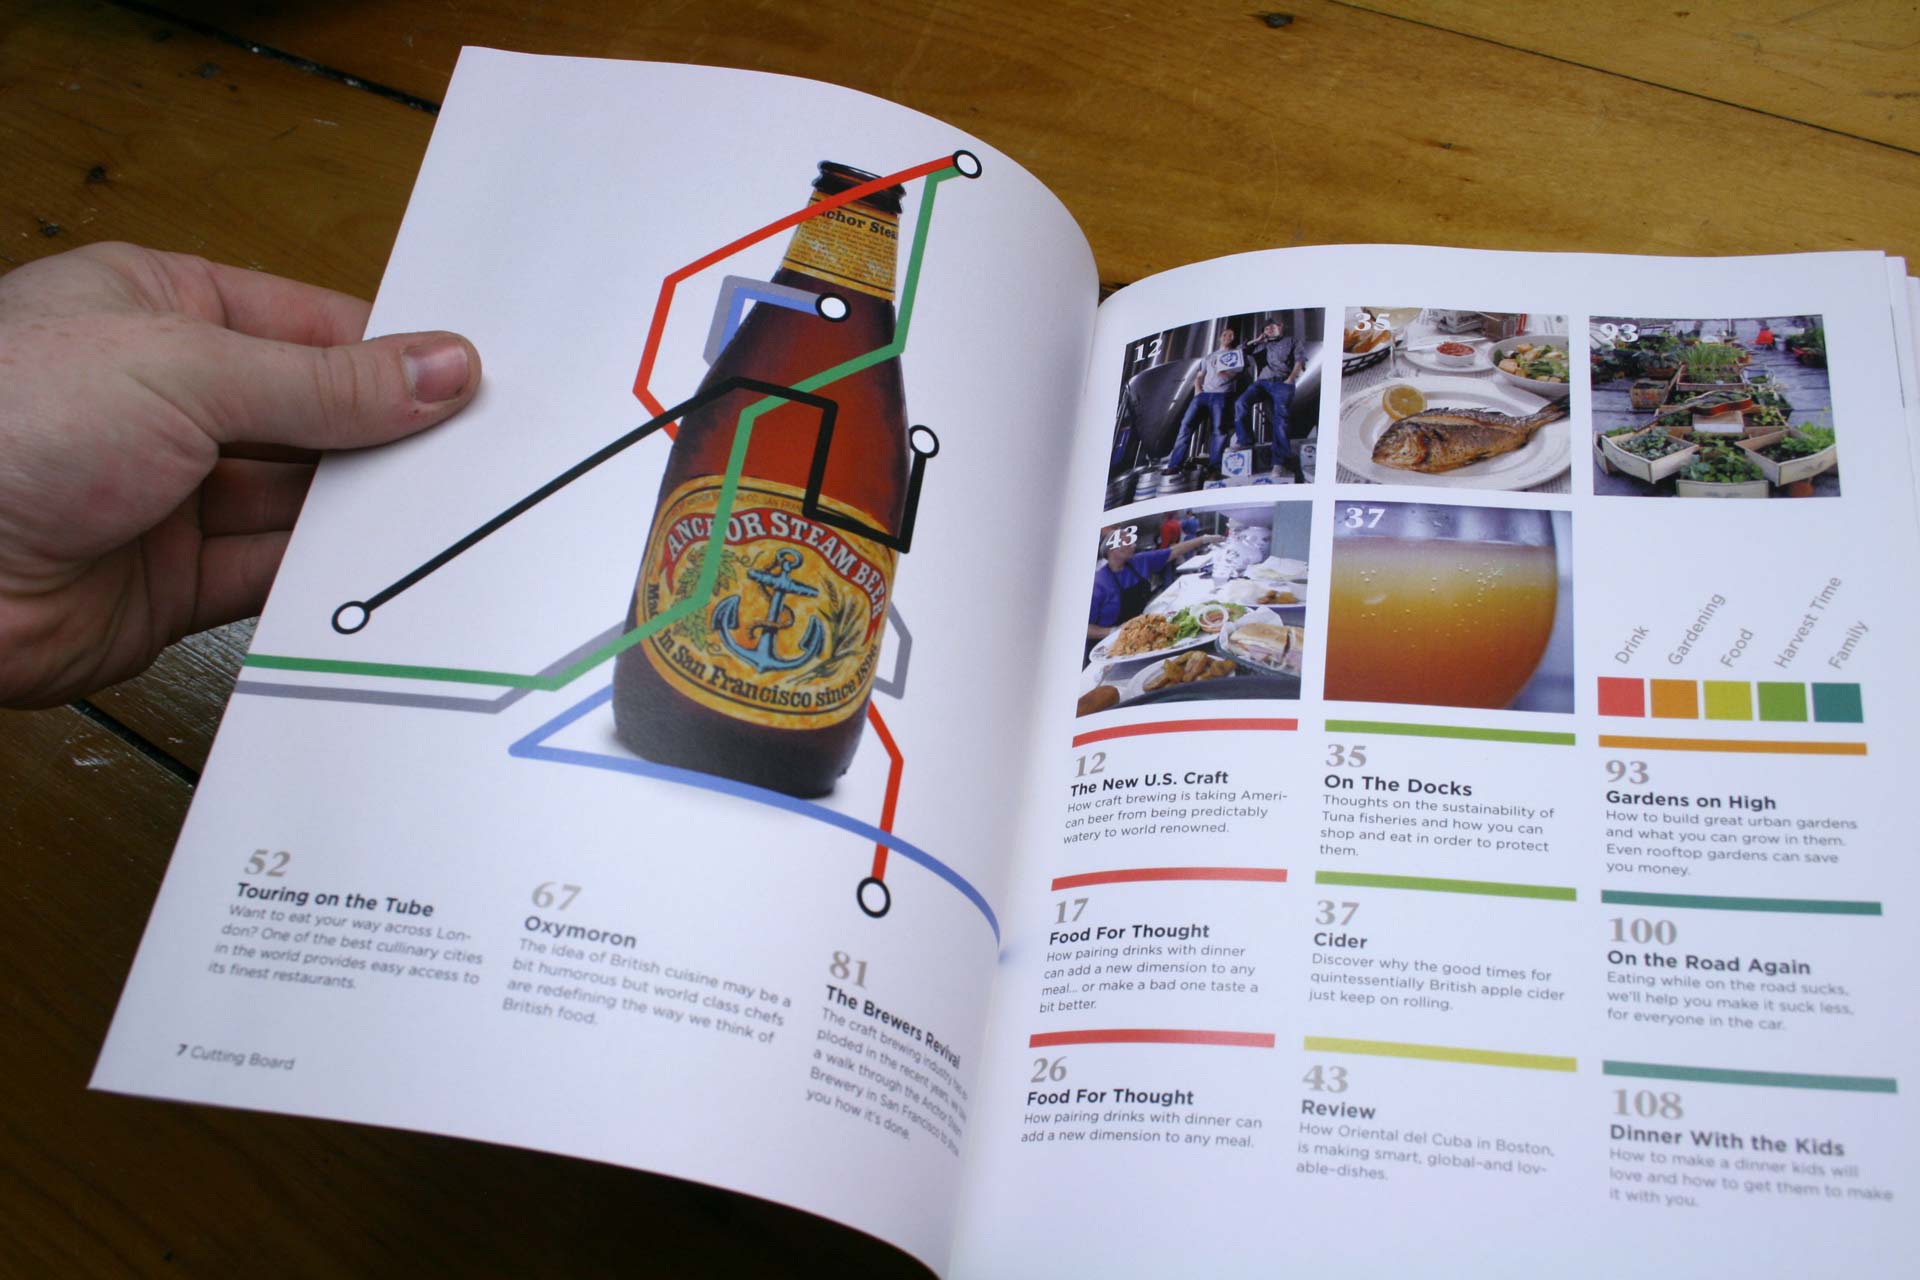 chor Stea
ANCHOR STEAM BEER
in San Francisco since 1896
52
Touring on the Tube
Want to eat your way across Lon-
don? One of the best cullinary cities
in the world provides easy access to
its finest restaurants.
67
Oxymoron
The idea of British cuisine may be a
bit humorous but world class chefs
are redefining the way we think of
British food.
81
The Brewers Revival
The craft brewing industry has
ploded in the recent years, we
a walk through the Anchor Steam
Brewery in San Francisco to show
you how it's done.
7 Cutting Board
12
35
93
43
37
Drink
Gardening
Food
Harvest Time
Family
12
The New U.S. Craft
How craft brewing is taking Ameri-
can beer from being predictably
watery to world renowned.
17
Food For Thought
How pairing drinks with dinner
can add a new dimension to any
meal... or make a bad one taste a
bit better.
26
Food For Thought
How pairing drinks with dinner can
add a new dimension to any meal.
35
On The Docks
Thoughts on the sustainability of
Tuna fisheries and how you can
shop and eat in order to protect
them.
37
Cider
Discover why the good times for
quintessentially British apple cider
just keep on rolling.
43
Review
How Oriental del Cuba in Boston,
is making smart, global-and lov-
able-dishes.
93
Gardens on High
How to build great urban gardens
and what you can grow in them.
Even rooftop gardens can save
you money.
100
On the Road Again
Eating while on the road sucks,
we'll help you make it suck less,
for everyone in the car.
108
Dinner With the Kids
How to make a dinner kids will
love and how to get them to make
it with you.